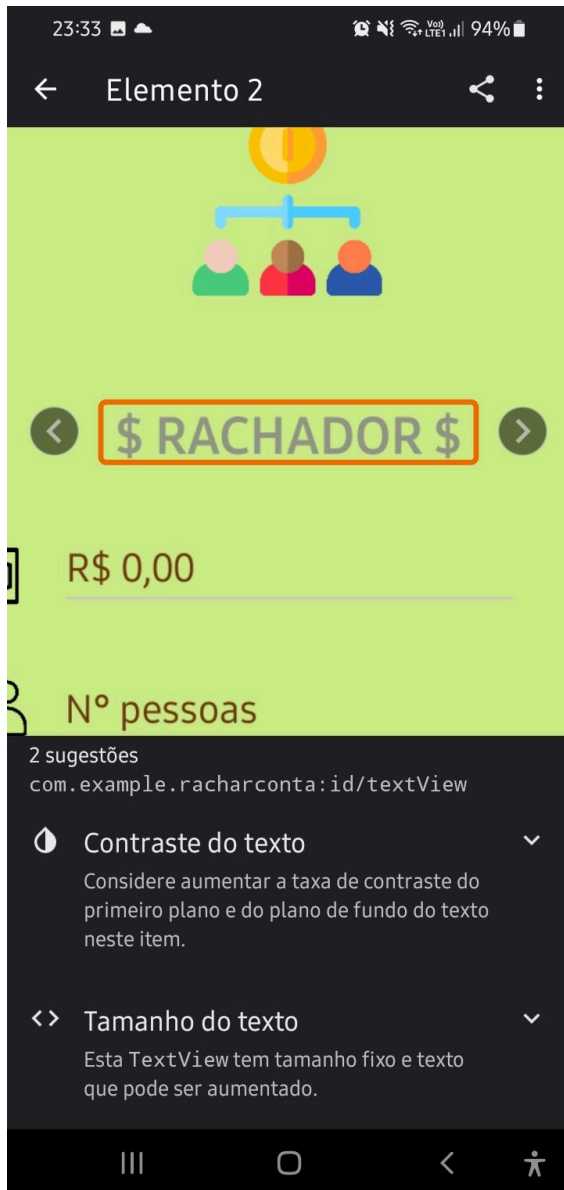 23:33
Vo)) LTE1 94%
Elemento 2
$ RACHADOR $
R$ 0,00
N° pessoas
2 sugestões
com.example.racharconta:id/textView
Contraste do texto
Considere aumentar a taxa de contraste do
primeiro plano e do plano de fundo do texto
neste item.
Tamanho do texto
Esta TextView tem tamanho fixo e texto
que pode ser aumentado.